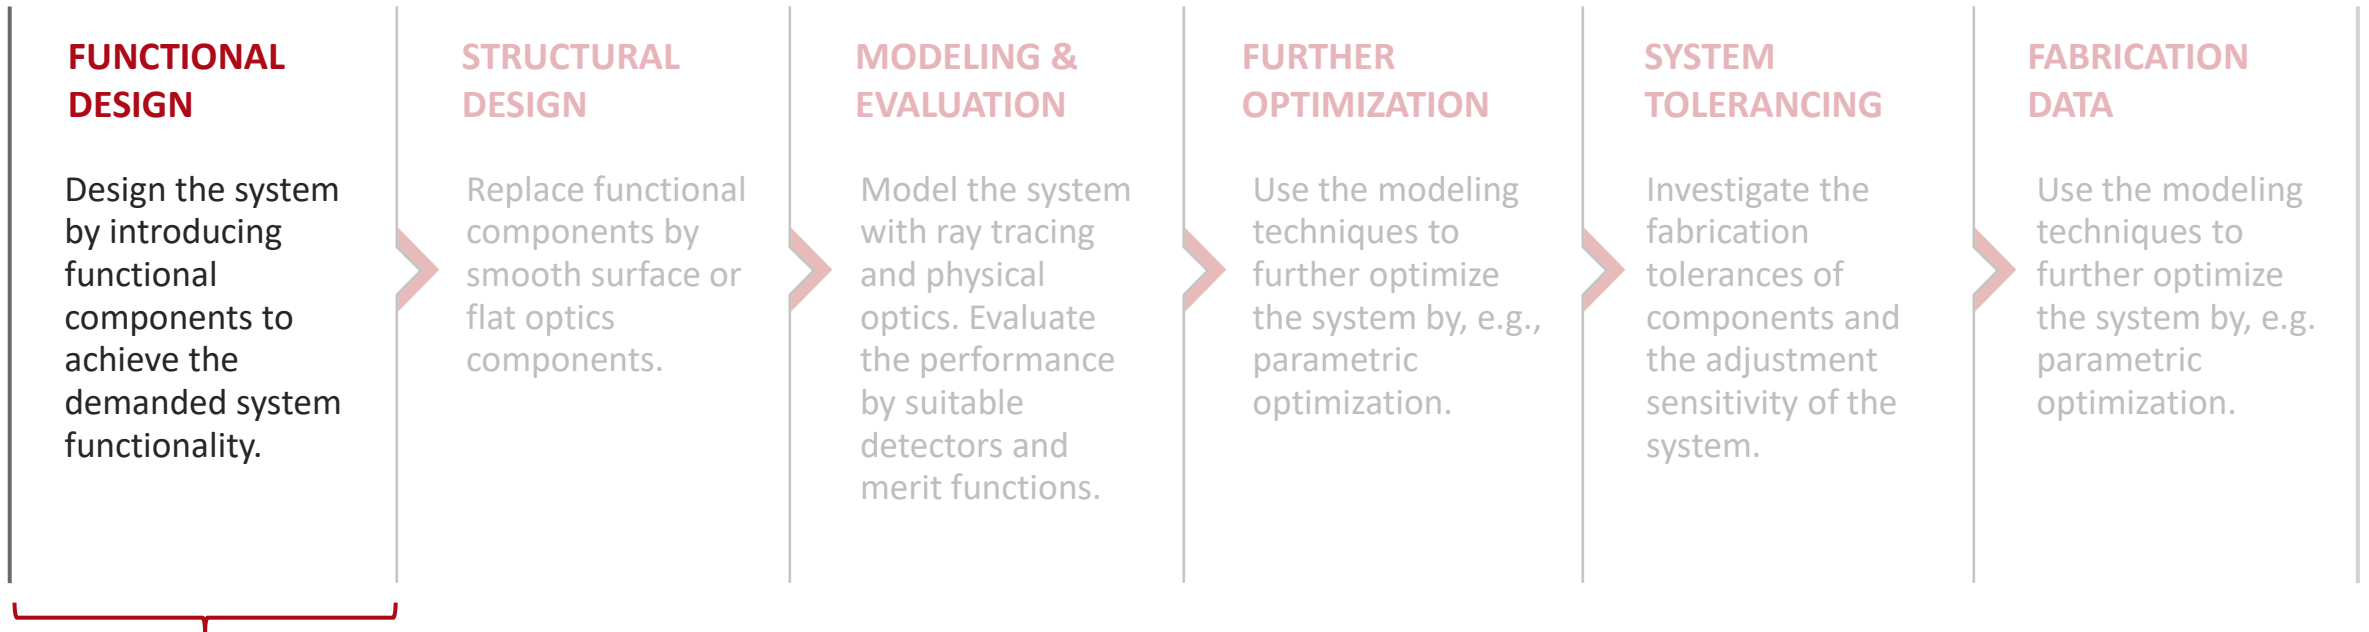 FUNCTIONAL
DESIGN
Design the system
by introducing
functional
components to
achieve the
demanded system
functionality.
STRUCTURAL
DESIGN
Replace functional
components by
smooth surface or
flat optics
components.
MODELING &
EVALUATION
Model the system
with ray tracing
and physical
optics. Evaluate
the performance
by suitable
detectors and
merit functions.
FURTHER
OPTIMIZATION
Use the modeling
techniques to
further optimize
the system by, e.g.,
parametric
optimization.
SYSTEM
TOLERANCING
Investigate the
fabrication
tolerances of
components and
the adjustment
sensitivity of the
system.
FABRICATION
DATA
Use the modeling
techniques to
further optimize
the system by, e.g.
parametric
optimization.